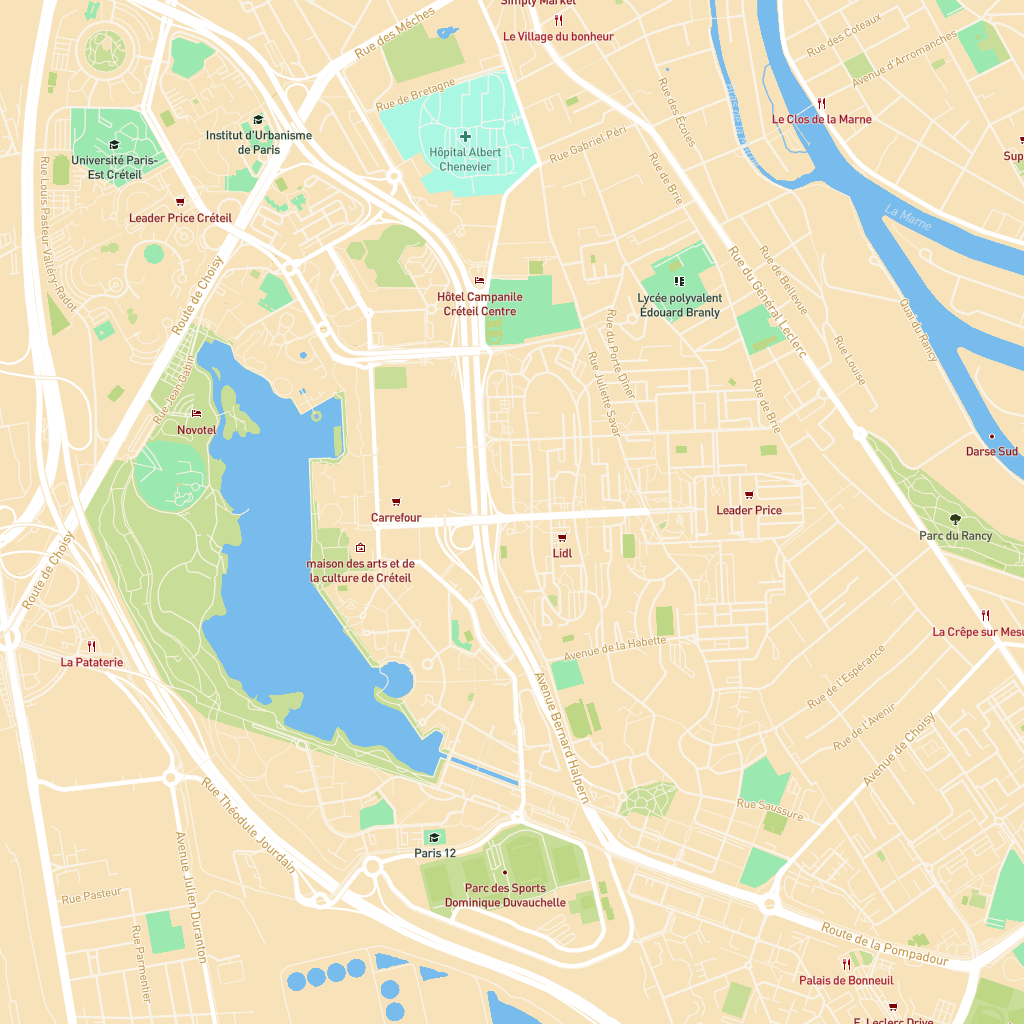 Simply Market
Le Village du bonheur
Rue des Méches
Rue des Coteaux
Avenue d'Arromanches
Rue de Bretagne
Rue des Écoles
Le Clos de la Marne
Institut d'Urbanisme
de Paris
Université Paris-
Est Créteil
Hôpital Albert
Chenevier
Rue Gabriel Péri
Rue de Brie
Rue Louis Pasteur Valléry-Radot
Leader Price Créteil
La Marne
Route de Choisy
Rue du Général Leclerc
Rue de Bellevue
Hôtel Campanile
Créteil Centre
Lycée polyvalent
Édouard Branly
Quai du Rancy
Rue du Porte Dîner
Rue Juliette Savar
Rue Louise
Rue Jean Gabin
Rue de Brie
Novotel
Darse Sud
Carrefour
Leader Price
Parc du Rancy
Lidl
maison des arts et de
la culture de Créteil
Route de Choisy
La Crêpe sur Mesu
La Pataterie
Avenue de la Habette
Rue de l'Espérance
Rue de l'Avenir
Avenue de Choisy
Avenue Bernard Halpern
Rue Théodule Jourdain
Rue Saussure
Avenue Julien Duranton
Paris 12
Parc des Sports
Dominique Duvauchelle
Rue Pasteur
Rue Parmentier
Route de la Pompadour
Palais de Bonneuil
E. Leclerc Drive